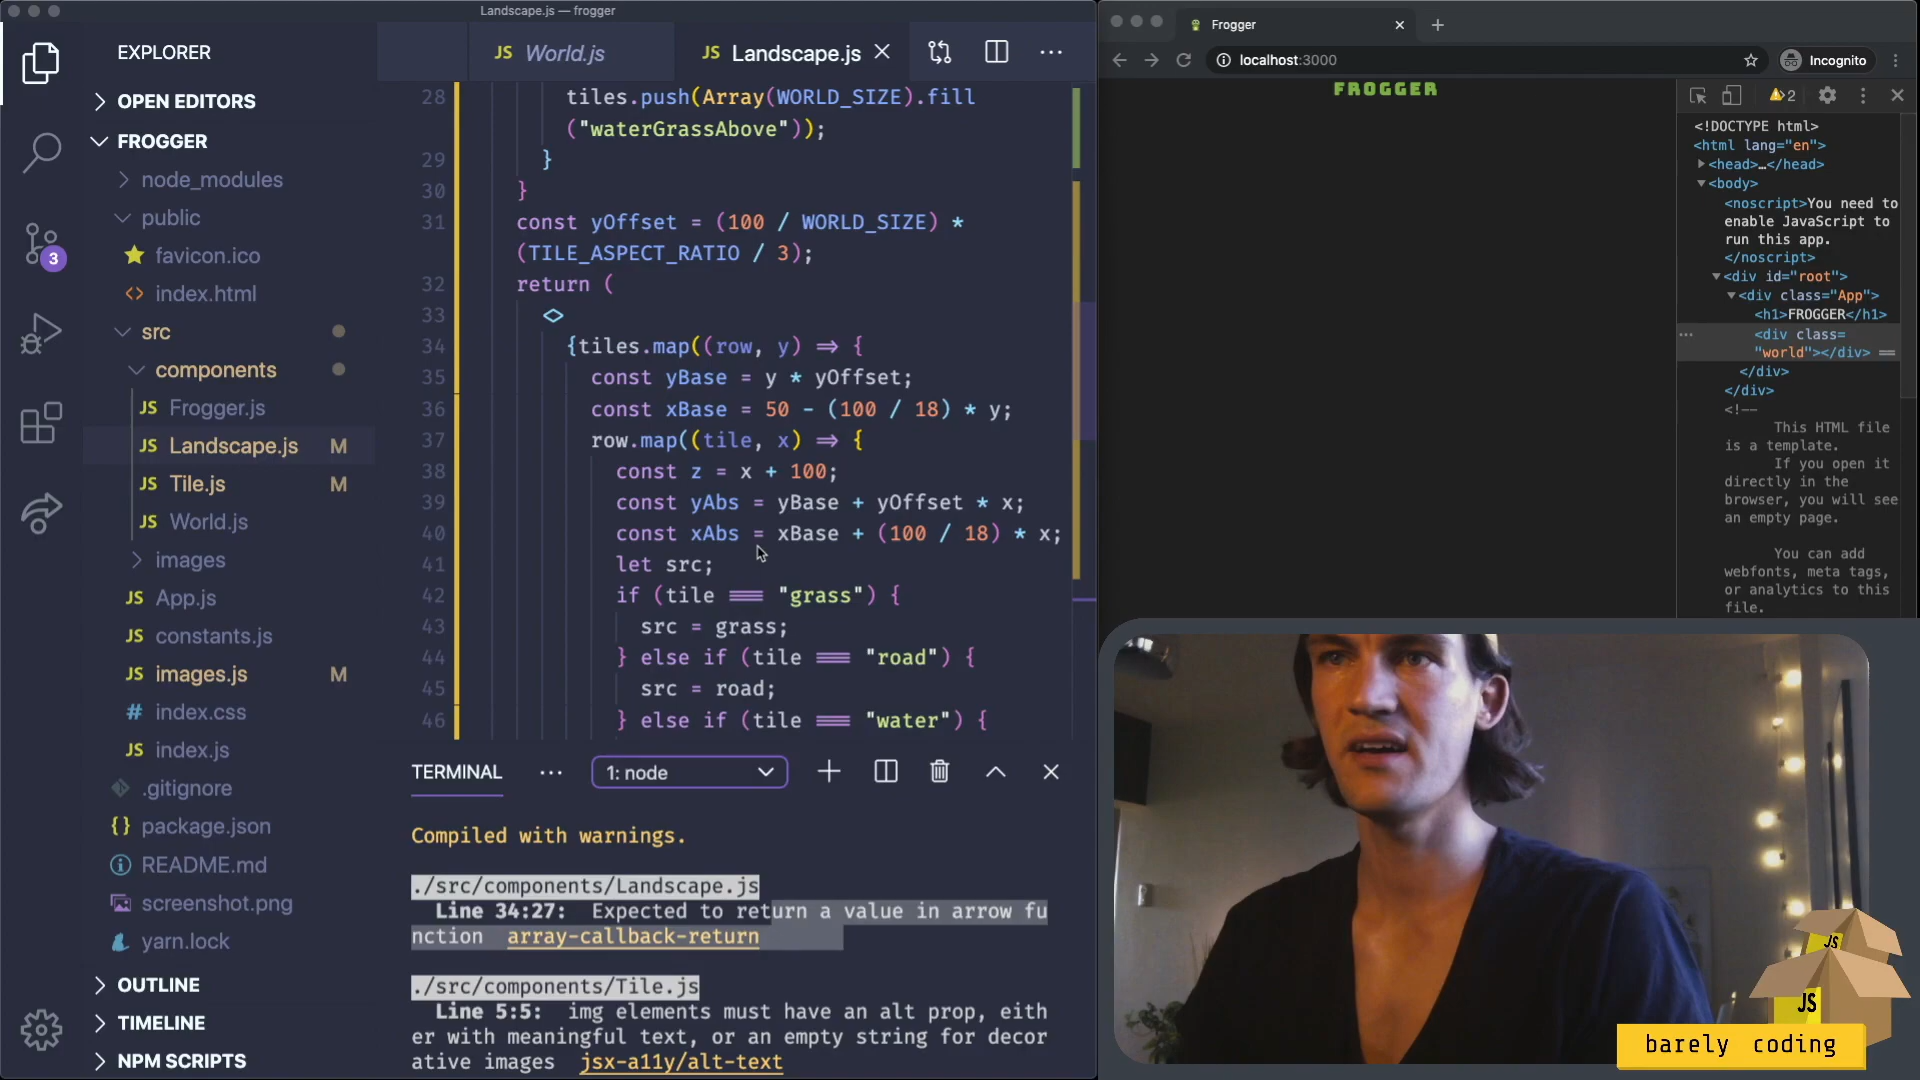 Landscape.js — frogger
EXPLORER
OPEN EDITORS
FROGGER
node_modules
public
favicon.ico
index.html
src
components
JS Frogger.js
JS Landscape.js M
JS Tile.js M
JS World.js
images
JS App.js
JS constants.js
JS images.js M
# index.css
JS index.js
.gitignore
{} package.json
README.md
screenshot.png
yarn.lock
OUTLINE
TIMELINE
NPM SCRIPTS
3
JS World.js
JS Landscape.js
28 tiles.push(Array(WORLD_SIZE).fill
("waterGrassAbove"));
29 }
30 }
31 const yOffset = (100 / WORLD_SIZE) *
(TILE_ASPECT_RATIO / 3);
32 return (
33 <>
34 {tiles.map((row, y) => {
35 const yBase = y * yOffset;
36 const xBase = 50 - (100 / 18) * y;
37 row.map((tile, x) => {
38 const z = x + 100;
39 const yAbs = yBase + yOffset * x;
40 const xAbs = xBase + (100 / 18) * x;
41 let src;
42 if (tile === "grass") {
43 src = grass;
44 } else if (tile === "road") {
45 src = road;
46 } else if (tile === "water") {
TERMINAL
1: node
Compiled with warnings.
./src/components/Landscape.js
Line 34:27: Expected to return a value in arrow fu
nction array-callback-return
./src/components/Tile.js
Line 5:5: img elements must have an alt prop, eith
er with meaningful text, or an empty string for decor
ative images jsx-a11y/alt-text
Frogger
localhost:3000
Incognito
FROGGER
2
<!DOCTYPE html>
<html lang="en">
<head>…</head>
<body>
<noscript>You need to
enable JavaScript to
run this app.
</noscript>
<div id="root">
<div class="App">
<h1>FROGGER</h1>
<div class=
"world"></div> ==
</div>
</div>
<!--
This HTML file
is a template.
If you open it
directly in the
browser, you will see
an empty page.
You can add
webfonts, meta tags,
or analytics to this
file.
JS
JS
barely coding